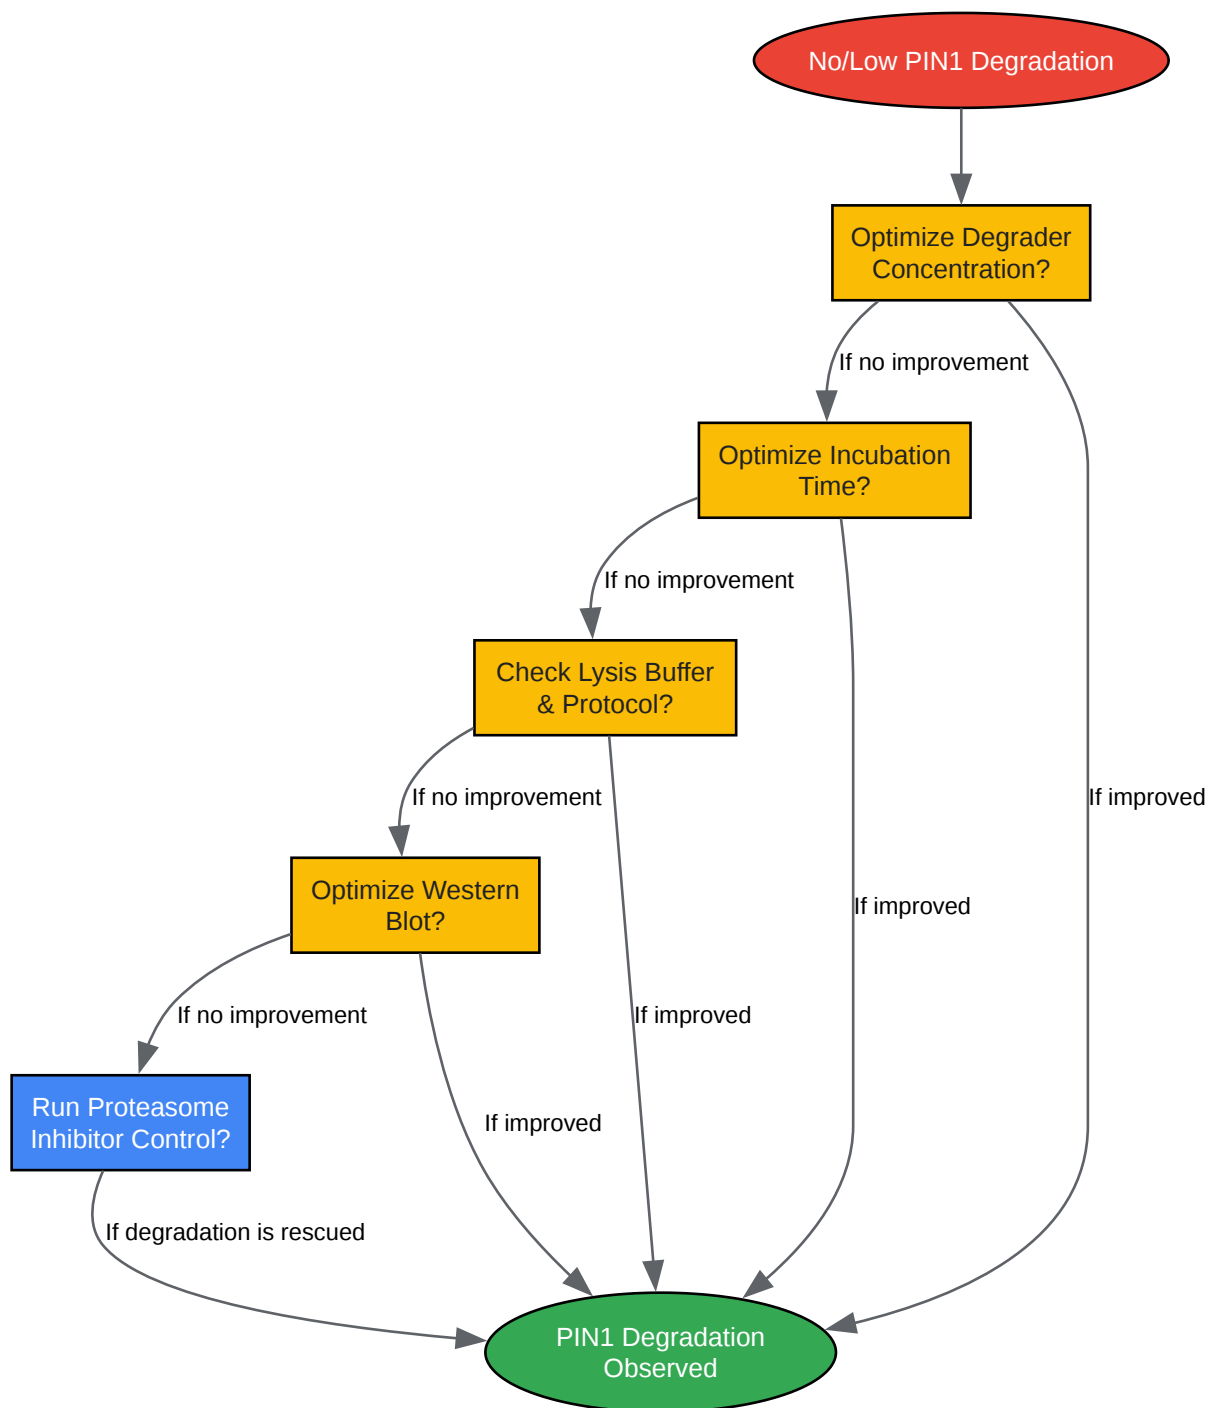 No/Low PIN1 Degradation
Optimize Degrader
Concentration?
If no improvement
Optimize Incubation
Time?
If no improvement
Check Lysis Buffer
& Protocol?
If no improvement
If improved
Optimize Western
Blot?
If improved
If no improvement
If improved
Run Proteasome
Inhibitor Control?
If improved
If degradation is rescued
PIN1 Degradation
Observed